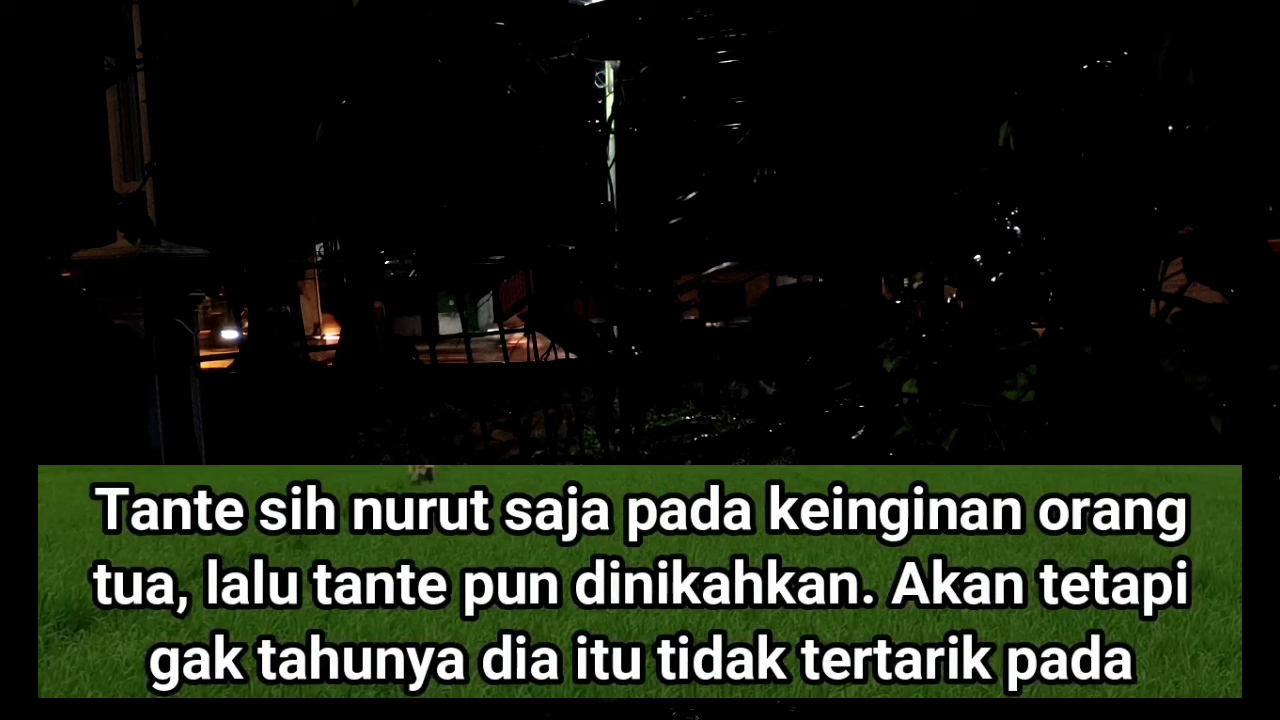 Tante sih nurut saja pada keinginan orang
tua, lalu tante pun dinikahkan. Akan tetapi
gak tahunya dia itu tidak tertarik pada